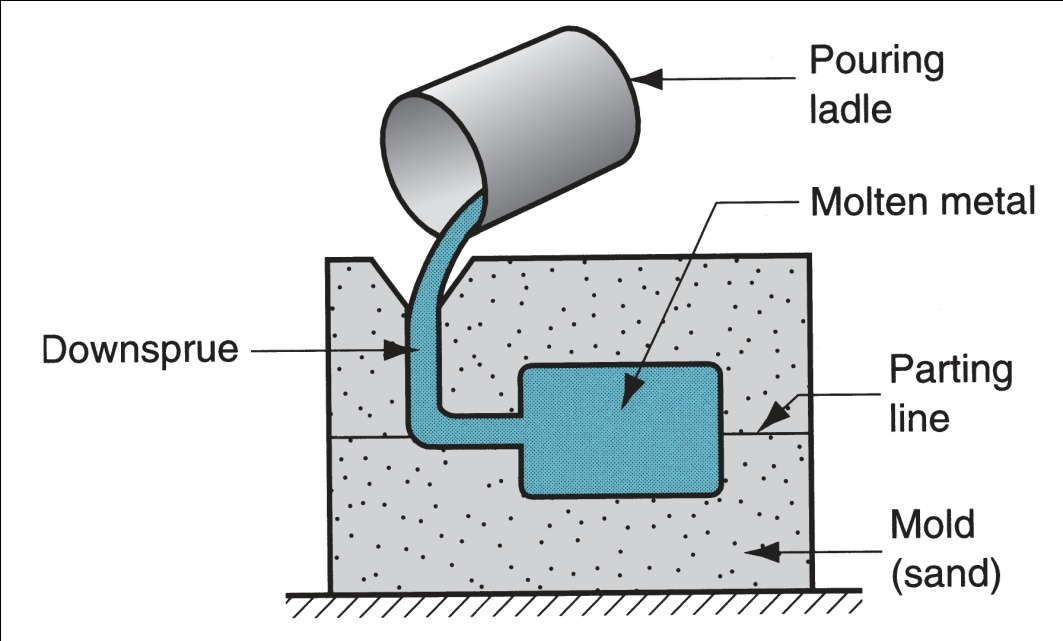 Pouring
ladle
Molten metal
Downsprue
Parting
line
Mold
(sand)